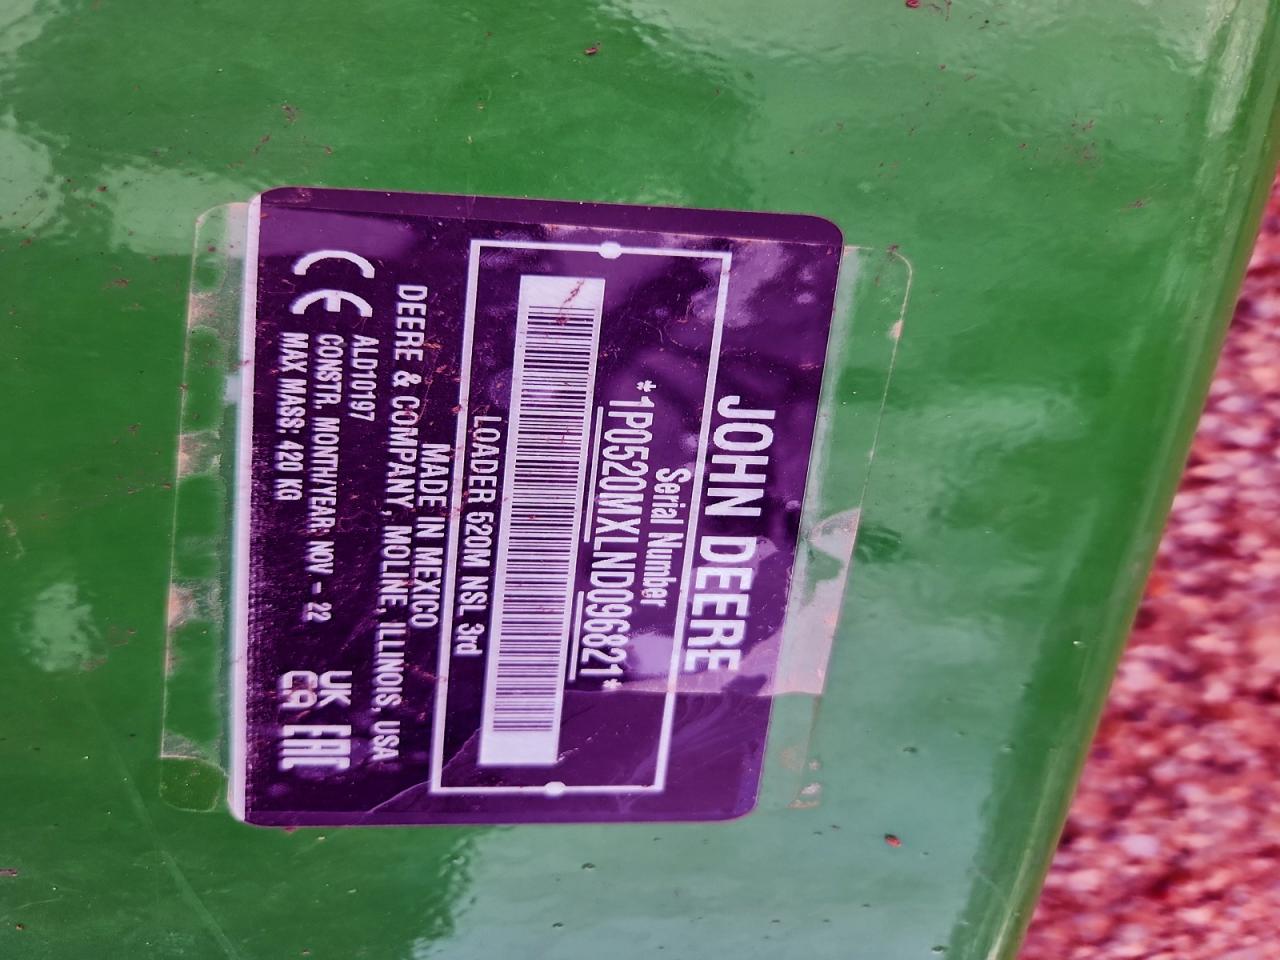 JOHN DEERE
Serial Number
*1P0520MXLND096821*
LOADER 520M NSL 3rd
MADE IN MEXICO
DEERE & COMPANY, MOLINE, ILLINOIS, USA
CE
ALD10197
CONSTR. MONTH/YEAR: NOV - 22
MAX MASS: 420 KG
UK
CA
EAC